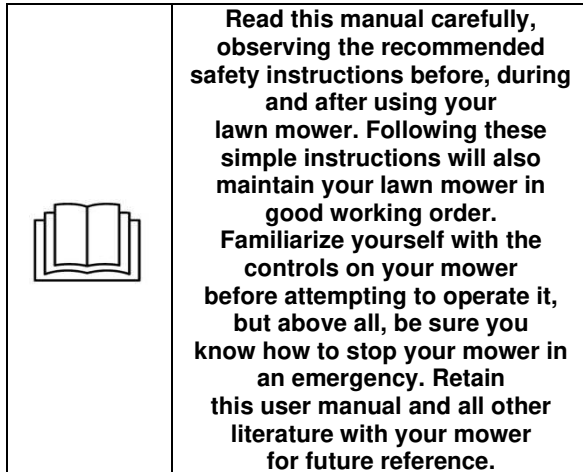 Read this manual carefully,
observing the recommended
safety instructions before, during
and after using your
lawn mower. Following these
simple instructions will also
maintain your lawn mower in
good working order.
Familiarize yourself with the
controls on your mower
before attempting to operate it,
but above all, be sure you
know how to stop your mower in
an emergency. Retain
this user manual and all other
literature with your mower
for future reference.